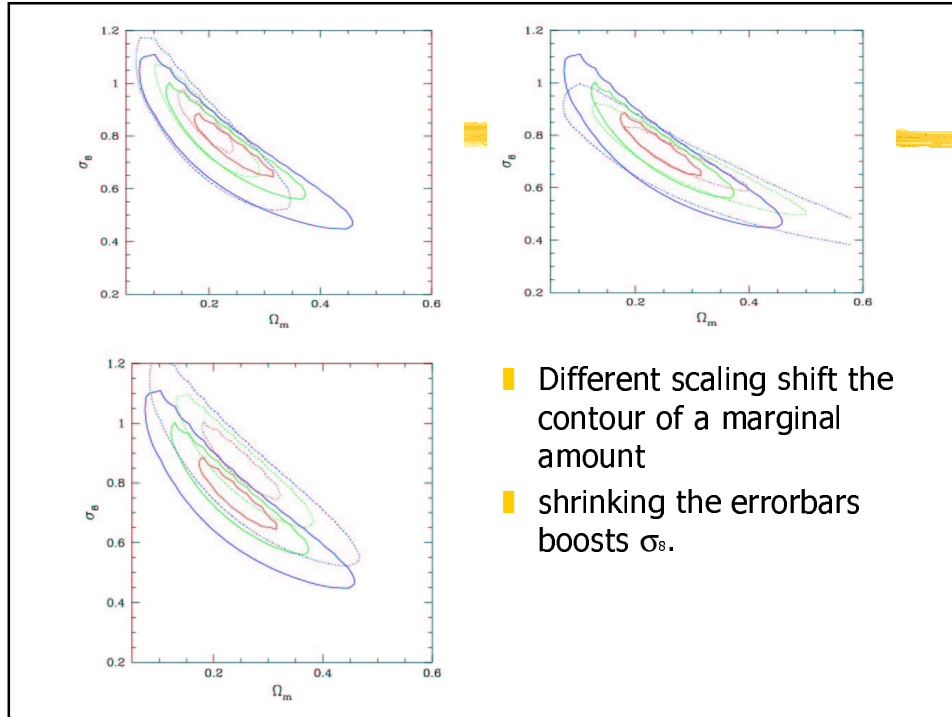 1.2
1
0.8
0.6
0.4
0.2
σ8
0.2
0.4
0.6
Ωm
1.2
1
0.8
0.6
0.4
0.2
σ8
0.2
0.4
0.6
Ωm
1.2
1
0.8
0.6
0.4
0.2
σ8
0.2
0.4
0.6
Ωm
Different scaling shift the
contour of a marginal
amount
shrinking the errorbars
boosts σ8.